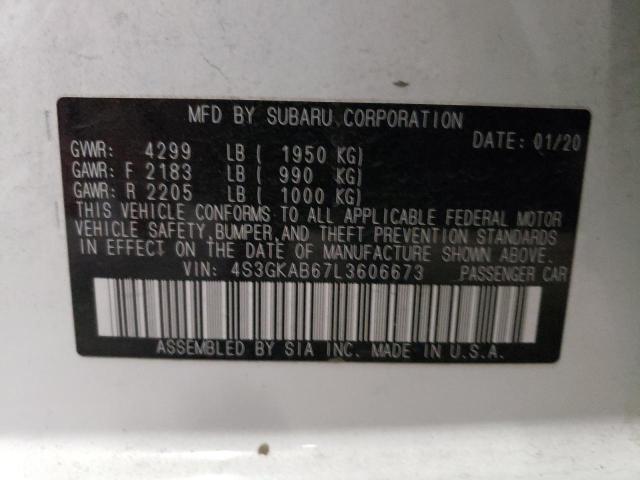 MFD BY SUBARU CORPORATION
DATE: 01/20
GVWR: 4299 LB ( 1950 KG)
GAWR: F 2183 LB ( 990 KG)
GAWR: R 2205 LB ( 1000 KG)
THIS VEHICLE CONFORMS TO ALL APPLICABLE FEDERAL MOTOR
VEHICLE SAFETY, BUMPER, AND THEFT PREVENTION STANDARDS
IN EFFECT ON THE DATE OF MANUFACTURE SHOWN ABOVE.
VIN: 4S3GKAB67L3606673 PASSENGER CAR
ASSEMBLED BY SIA INC. MADE IN U.S.A.